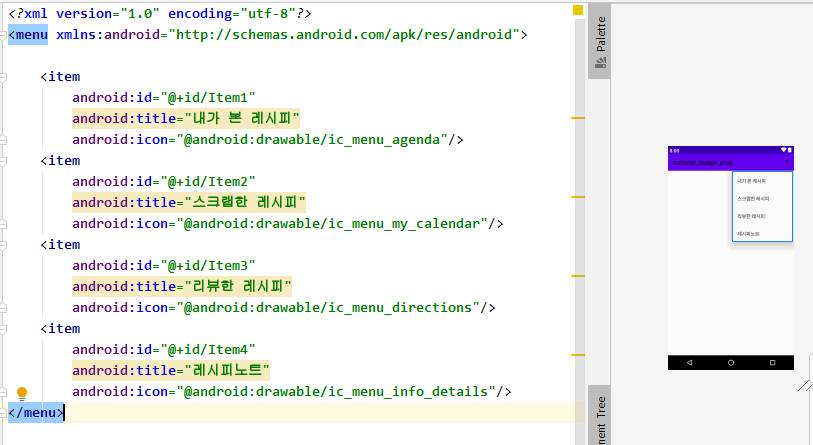 <?xml version="1.0" encoding="utf-8"?>
<menu xmlns:android="http://schemas.android.com/apk/res/android">
<item
android:id="@+id/Item1"
android:title="내가 본 레시피"
android:icon="@android:drawable/ic_menu_agenda"/>
<item
android:id="@+id/Item2"
android:title="스크랩한 레시피"
android:icon="@android:drawable/ic_menu_my_calendar"/>
<item
android:id="@+id/Item3"
android:title="리뷰한 레시피"
android:icon="@android:drawable/ic_menu_directions"/>
<item
android:id="@+id/Item4"
android:title="레시피노트"
android:icon="@android:drawable/ic_menu_info_details"/>
</menu>
Palette
nent Tree
내가 본 레시피
스크랩한 레시피
리뷰한 레시피
레시피노트